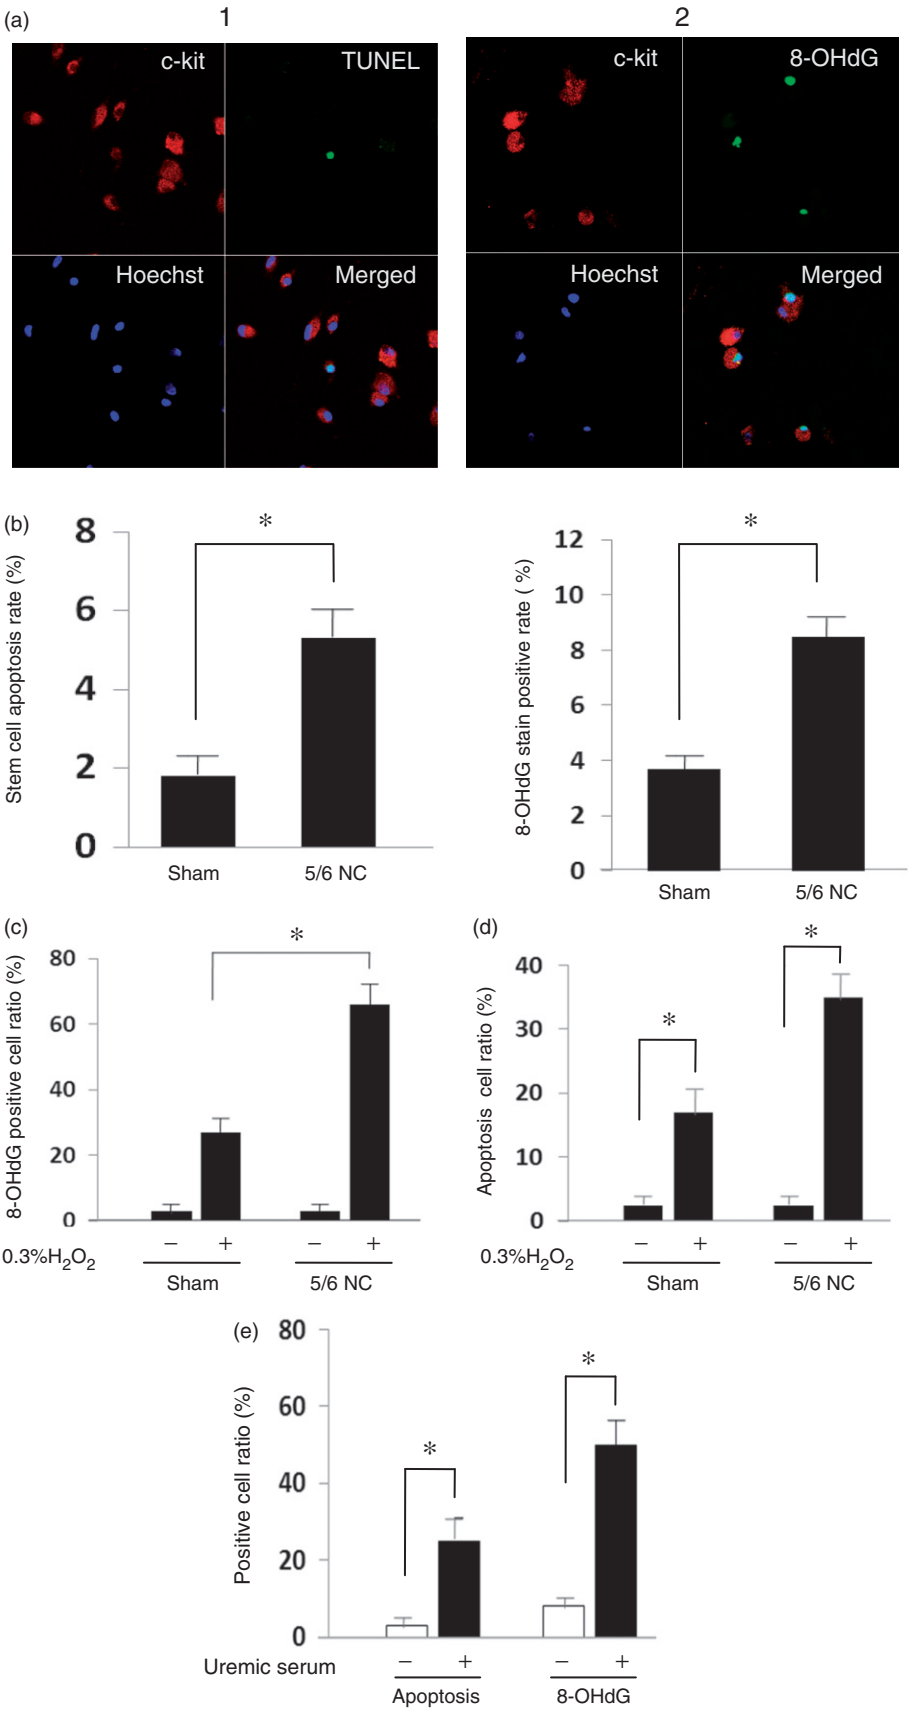 (a)
1
2
c-kit
TUNEL
c-kit
8-OHdG
Hoechst
Merged
Hoechst
Merged
(b)
Stem cell apoptosis rate (%)
8
6
4
2
0
*
Sham
5/6 NC
8-OHdG stain positive rate ( %)
12
10
8
6
4
2
0
*
Sham
5/6 NC
(c)
8-OHdG positive cell ratio (%)
80
60
40
20
0
*
0.3%H₂O₂
− + − +
Sham
5/6 NC
(d)
Apoptosis cell ratio (%)
40
30
20
10
0
*
*
0.3%H₂O₂
− + − +
Sham
5/6 NC
(e)
Positive cell ratio (%)
80
60
40
20
0
*
*
Uremic serum
− + − +
Apoptosis
8-OHdG